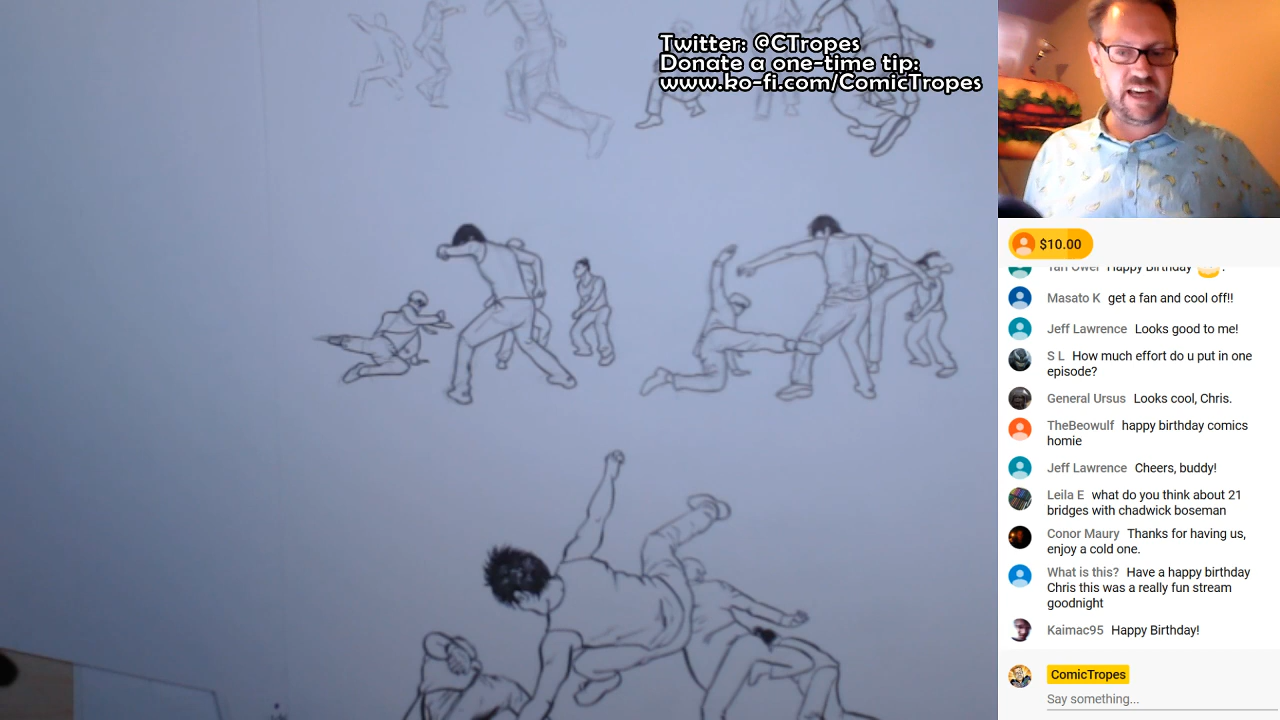 Twitter: @CTropes
Donate a one-time tip:
www.ko-fi.com/ComicTropes
$10.00
Happy Birthday
Masato K get a fan and cool off!!
Jeff Lawrence Looks good to me!
S L How much effort do u put in one
episode?
General Ursus Looks cool, Chris.
TheBeowulf happy birthday comics
homie
Jeff Lawrence Cheers, buddy!
Leila E what do you think about 21
bridges with chadwick boseman
Conor Maury Thanks for having us,
enjoy a cold one.
What is this? Have a happy birthday
Chris this was a really fun stream
goodnight
Kaimac95 Happy Birthday!
ComicTropes
Say something...